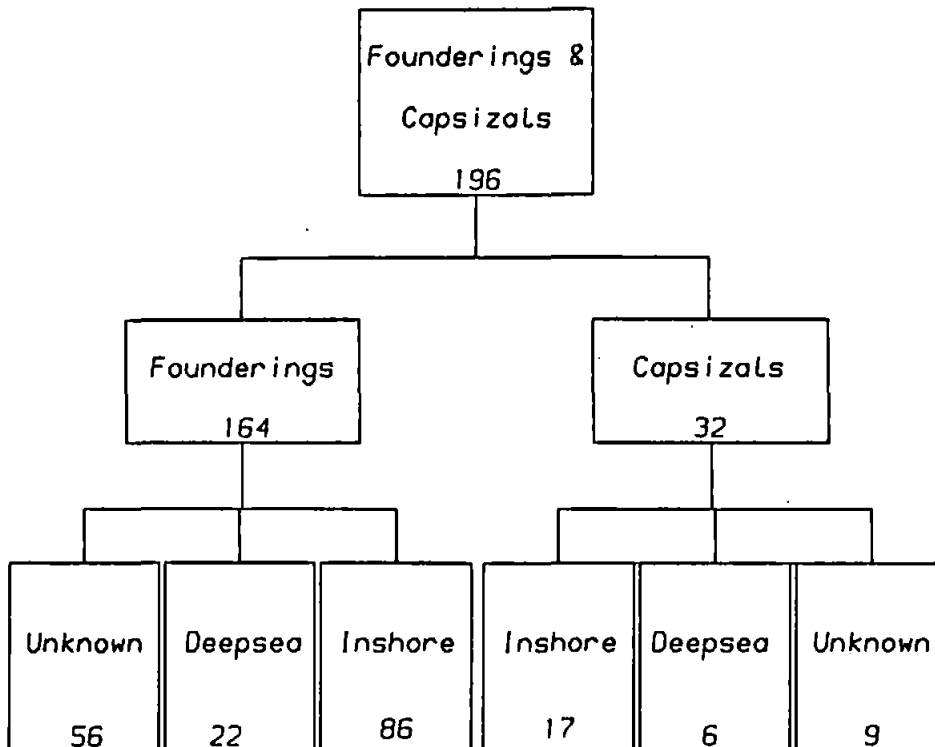 Founderings &
Capsizals
196
Founderings
164
Capsizals
32
Unknown
56
Deepsea
22
Inshore
86
Inshore
17
Deepsea
6
Unknown
9